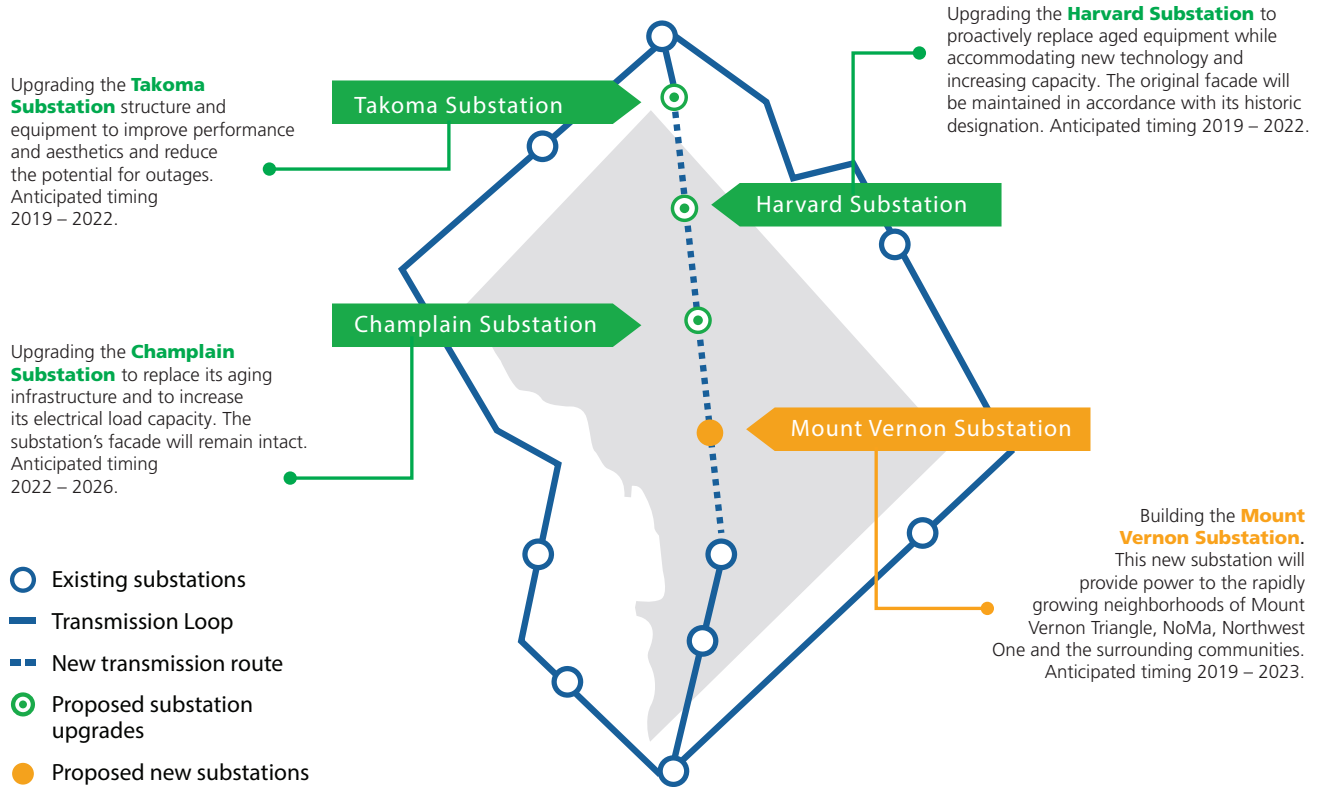 Upgrading the Takoma
Substation structure and
equipment to improve performance
and aesthetics and reduce
the potential for outages.
Anticipated timing
2019 – 2022.
Takoma Substation
Upgrading the Harvard Substation to
proactively replace aged equipment while
accommodating new technology and
increasing capacity. The original facade will
be maintained in accordance with its historic
designation. Anticipated timing 2019 – 2022.
Harvard Substation
Champlain Substation
Upgrading the Champlain
Substation to replace its aging
infrastructure and to increase
its electrical load capacity. The
substation's facade will remain intact.
Anticipated timing
2022 – 2026.
Mount Vernon Substation
Building the Mount
Vernon Substation.
This new substation will
provide power to the rapidly
growing neighborhoods of Mount
Vernon Triangle, NoMa, Northwest
One and the surrounding communities.
Anticipated timing 2019 – 2023.
Existing substations
Transmission Loop
New transmission route
Proposed substation
upgrades
Proposed new substations